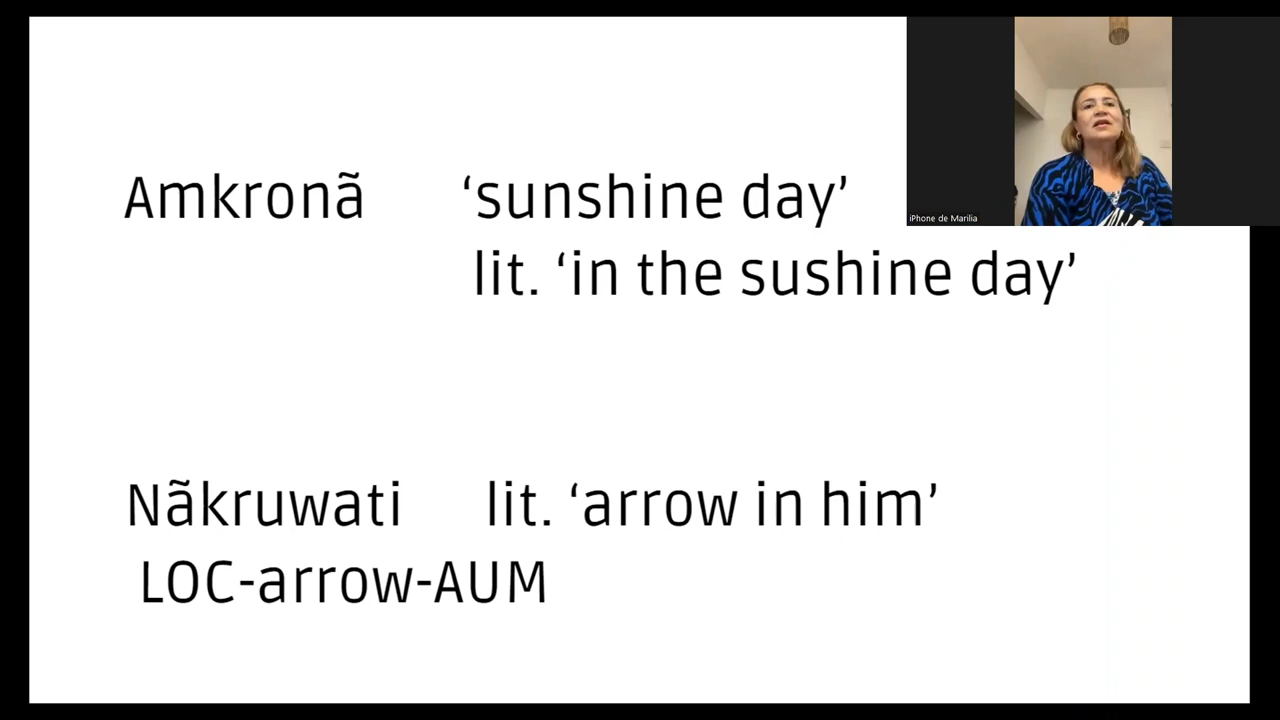 Amkronã ‘sunshine day’
lit. ‘in the sushine day’
Nãkruwati lit. ‘arrow in him’
LOC-arrow-AUM
iPhone de Marilia